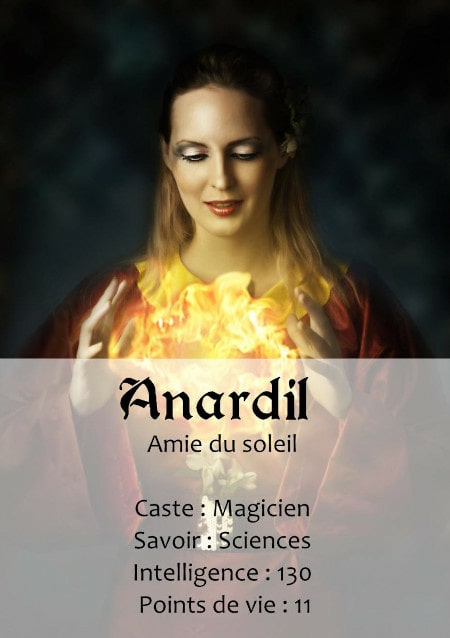 Anardil
Amie du soleil
Caste : Magicien
Savoir : Sciences
Intelligence : 130
Points de vie : 11